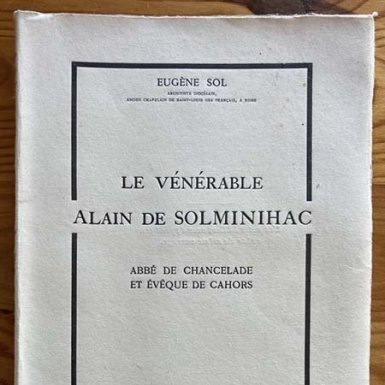 EUGÈNE SOL
ARCHIVISTE DIOCÉSAIN,
ANCIEN CHAPELAIN DE SAINT-LOUIS DES FRANÇAIS, A ROME
LE VÉNÉRABLE
ALAIN DE SOLMINIHAC
ABBÉ DE CHANCELADE
ET ÉVÊQUE DE CAHORS